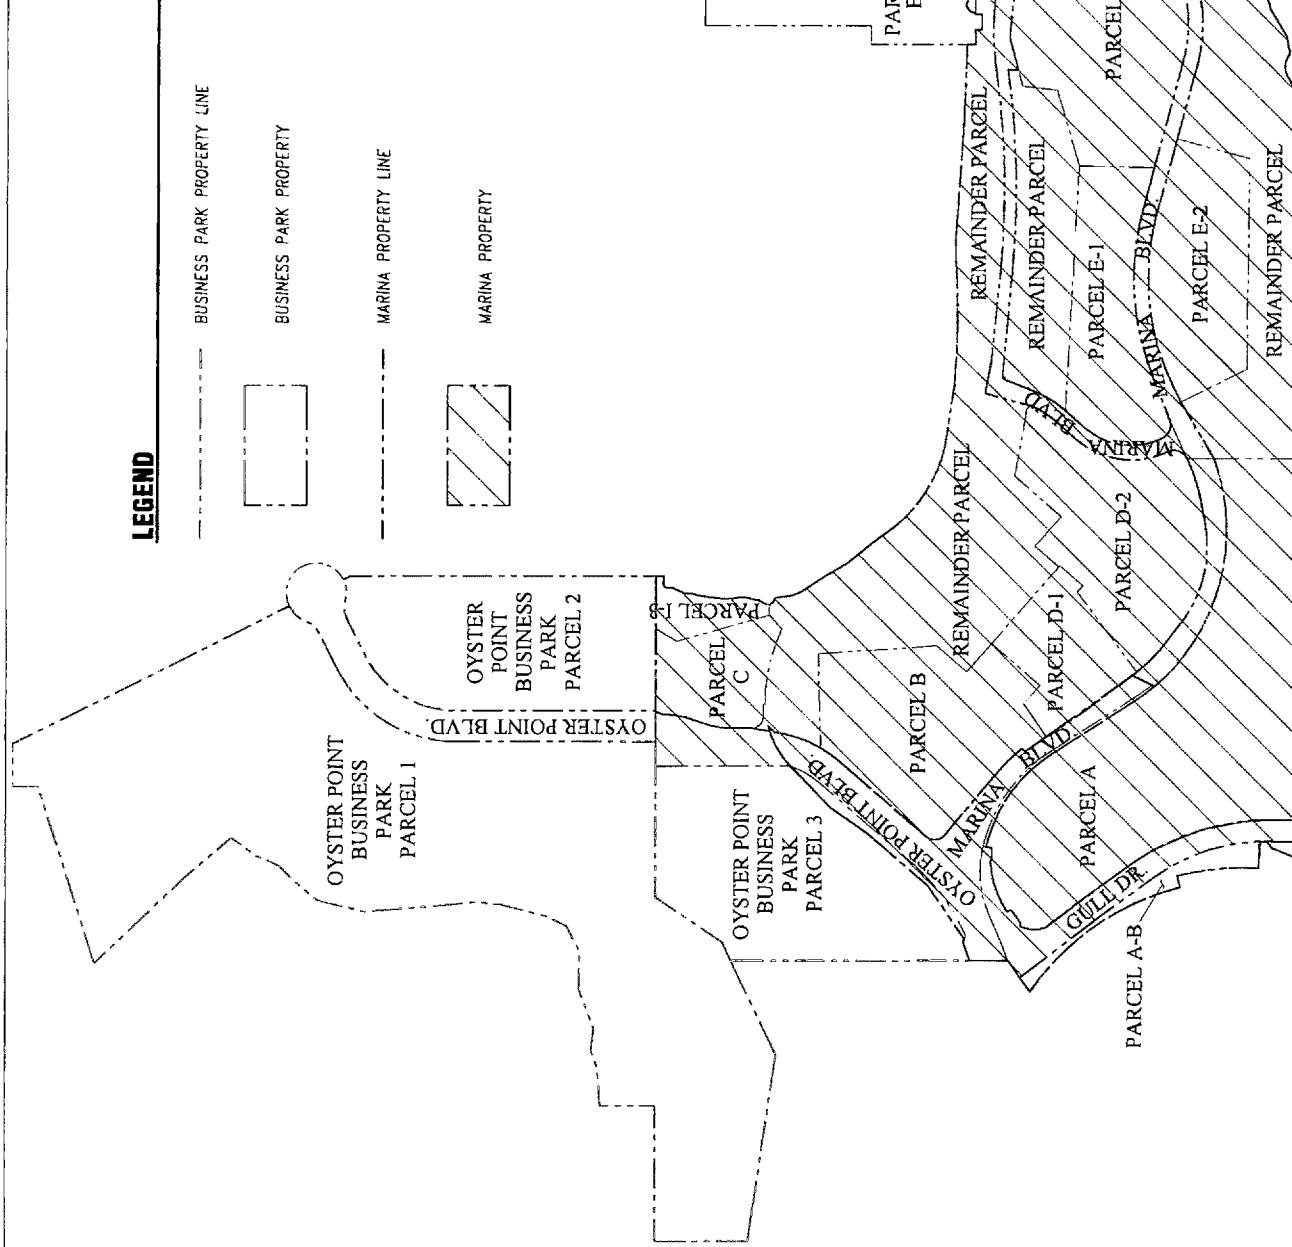 LEGEND
BUSINESS PARK PROPERTY LINE
BUSINESS PARK PROPERTY
MARINA PROPERTY LINE
MARINA PROPERTY
OYSTER POINT
BUSINESS
PARK
PARCEL 1
OYSTER
POINT
BUSINESS
PARK
PARCEL 2
OYSTER POINT BLVD.
OYSTER POINT
BUSINESS
PARK
PARCEL 3
PARCEL
C
PARCEL I-8
OYSTER POINT BLVD.
PARCEL B
REMAINDER PARCEL
MARINA BLVD.
PARCEL D-1
PARCEL D-2
PARCEL A
GULL DR.
PARCEL A-B
MARINA BLVD
REMAINDER PARCEL
REMAINDER PARCEL
PARCEL E-1
MARINA BLVD.
PARCEL E-2
REMAINDER PARCEL
PARCEL